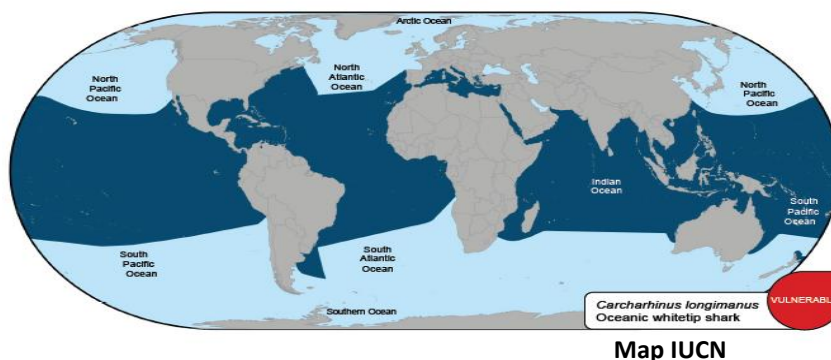 Arctic Ocean
North
Pacific
Ocean
North
Atlantic
Ocean
North
Pacific
Ocean
Indian
Ocean
South
Pacific
Ocean
South
Pacific
Ocean
South
Atlantic
Ocean
Southern Ocean
Carcharhinus longimanus
Oceanic whitetip shark
VULNERABL
Map IUCN